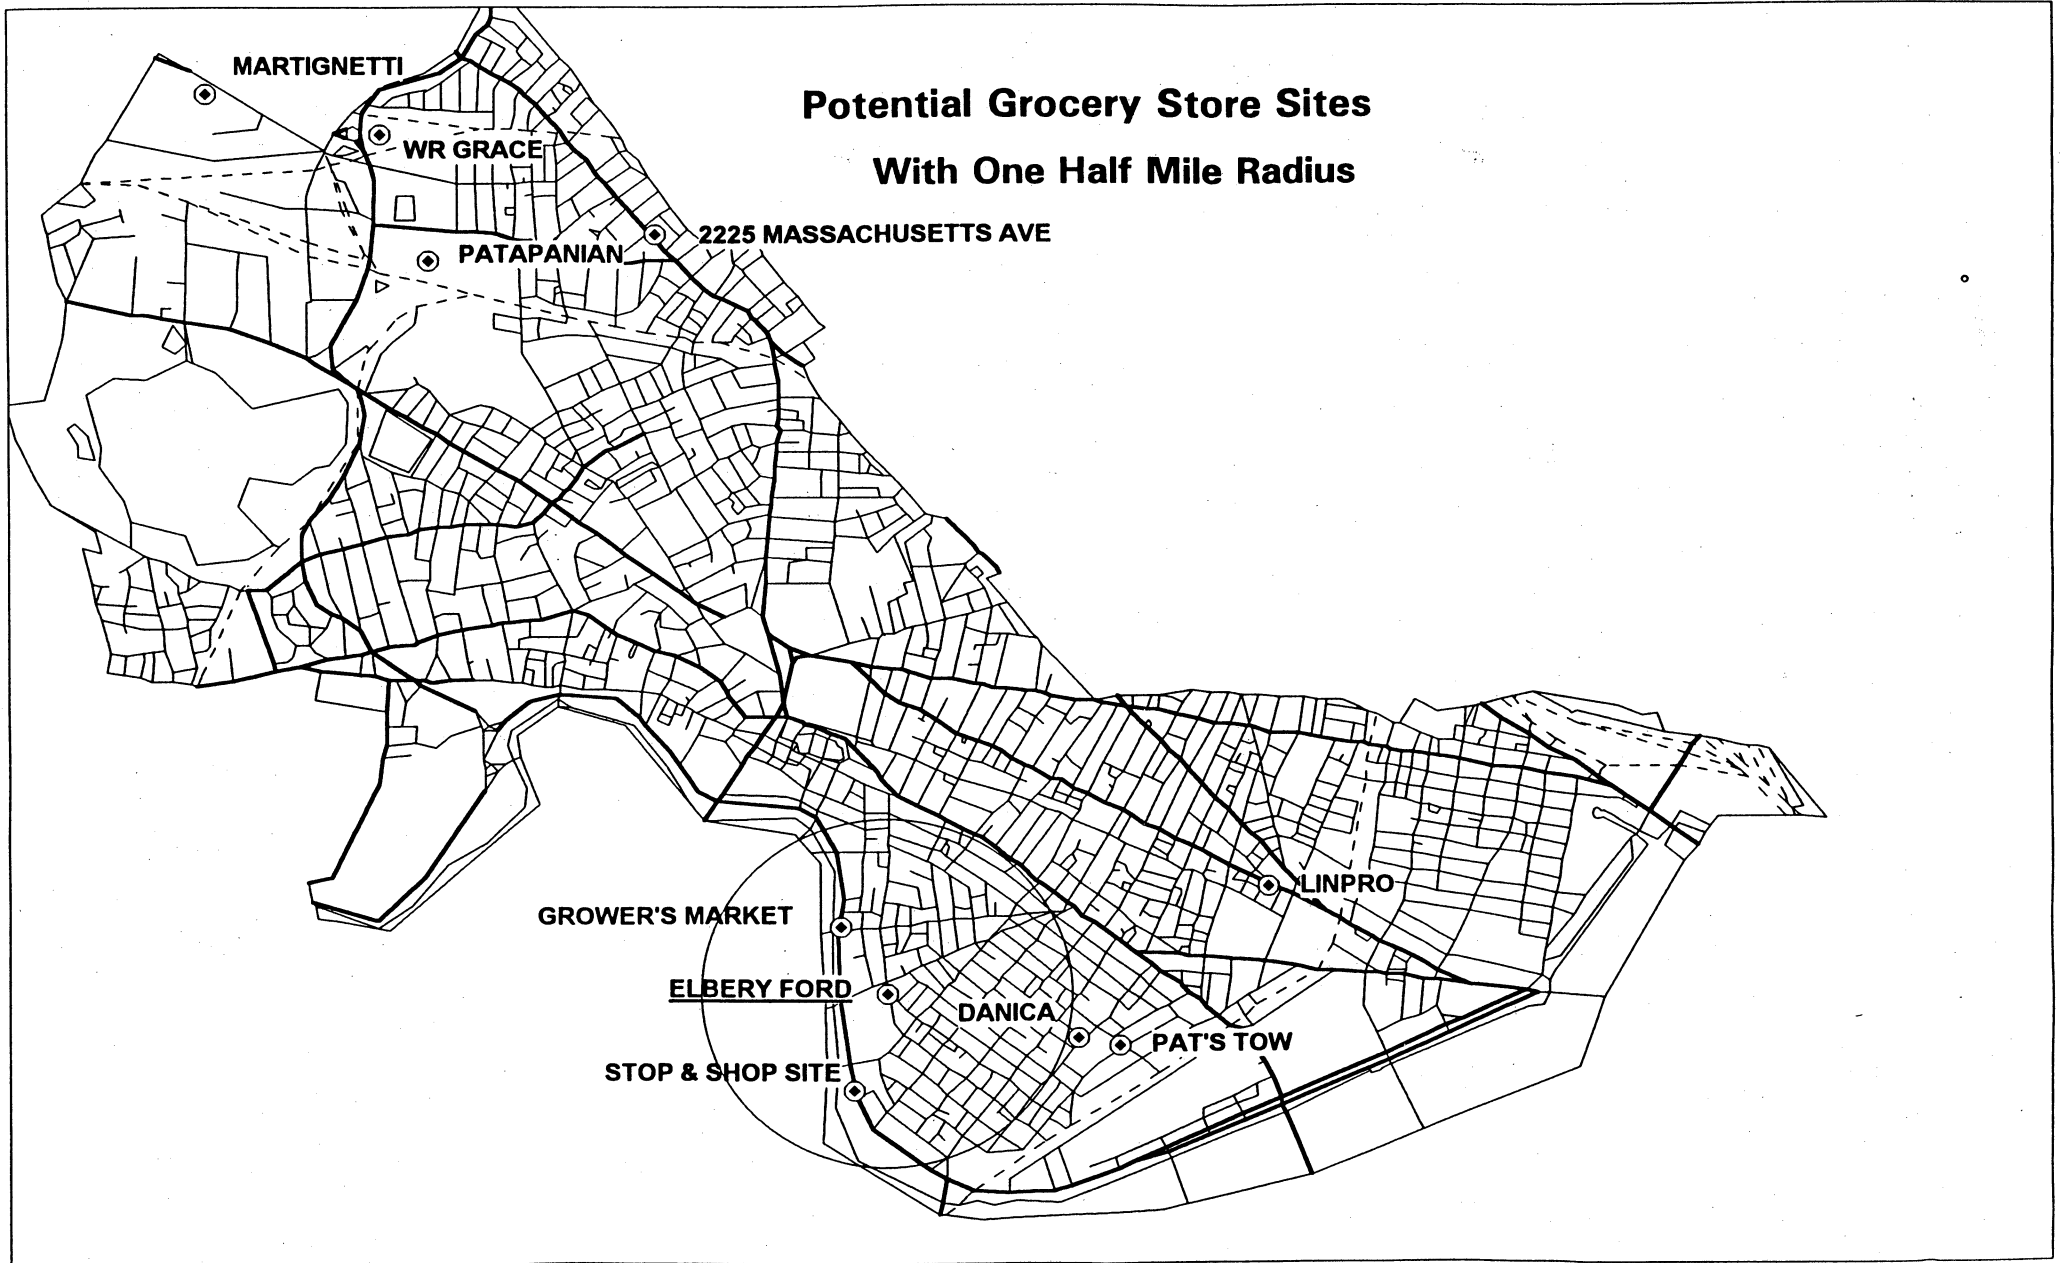 MARTIGNETTI
Potential Grocery Store Sites
With One Half Mile Radius
WR GRACE
2225 MASSACHUSETTS AVE
PATAPANIAN
LINPRO
GROWER'S MARKET
ELBERY FORD
DANICA
PAT'S TOW
STOP & SHOP SITE